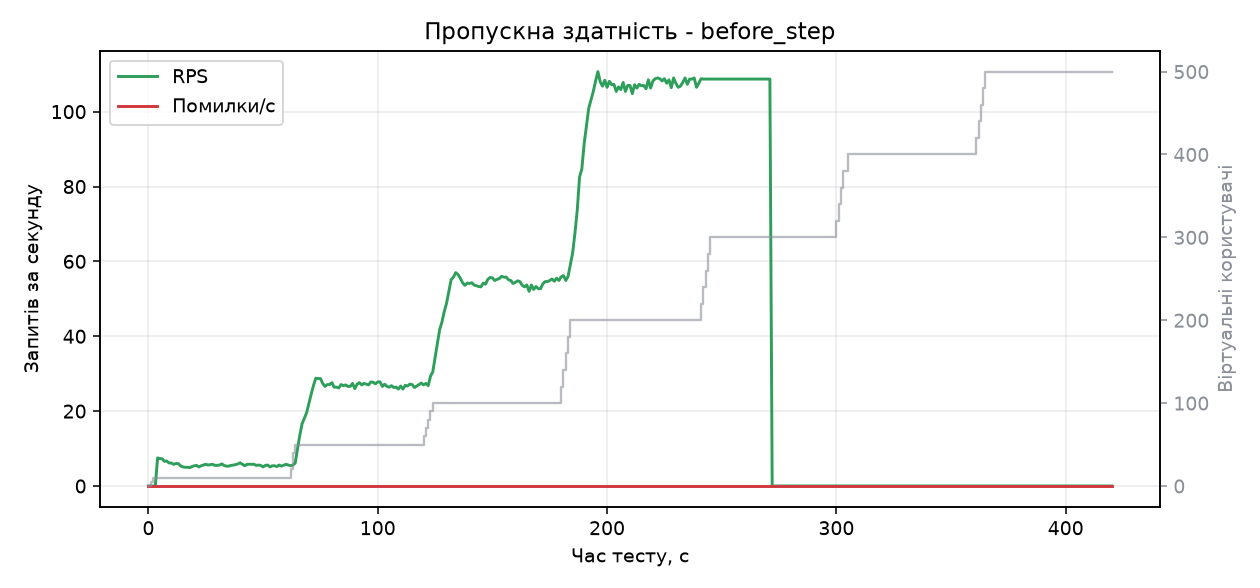 Пропускна здатність - before_step
RPS
Помилки/с
Запитів за секунду
0
20
40
60
80
100
0
100
200
300
400
500
Віртуальні користувачі
0
100
200
300
400
Час тесту, с